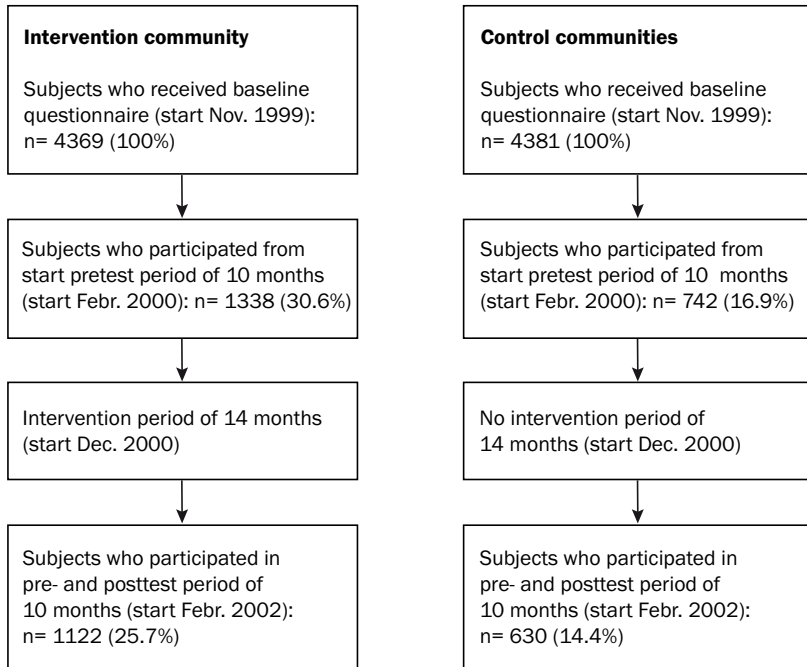 Intervention community
Subjects who received baseline
questionnaire (start Nov. 1999):
n= 4369 (100%)
Subjects who participated from
start pretest period of 10 months
(start Febr. 2000): n= 1338 (30.6%)
Intervention period of 14 months
(start Dec. 2000)
Subjects who participated in
pre- and posttest period of
10 months (start Febr. 2002):
n= 1122 (25.7%)
Control communities
Subjects who received baseline
questionnaire (start Nov. 1999):
n= 4381 (100%)
Subjects who participated from
start pretest period of 10 months
(start Febr. 2000): n= 742 (16.9%)
No intervention period of
14 months (start Dec. 2000)
Subjects who participated in
pre- and posttest period of
10 months (start Febr. 2002):
n= 630 (14.4%)